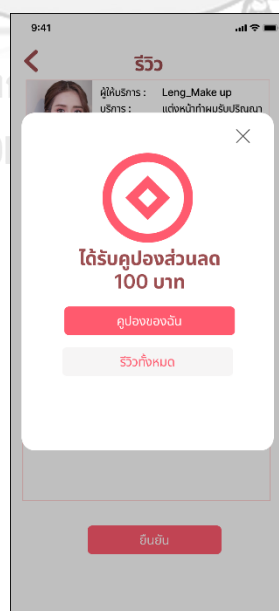 9:41
รีวิว
ผู้ให้บริการ : Leng_Make up
บริการ : แต่งหน้าทำผมรับปริญญา
ได้รับคูปองส่วนลด
100 บาท
คูปองของฉัน
รีวิวทั้งหมด
ยืนยัน